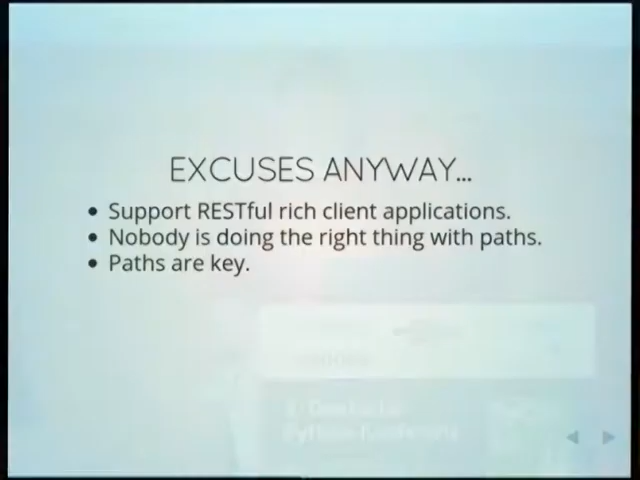 EXCUSES ANYWAY...
• Support RESTful rich client applications.
• Nobody is doing the right thing with paths.
• Paths are key.